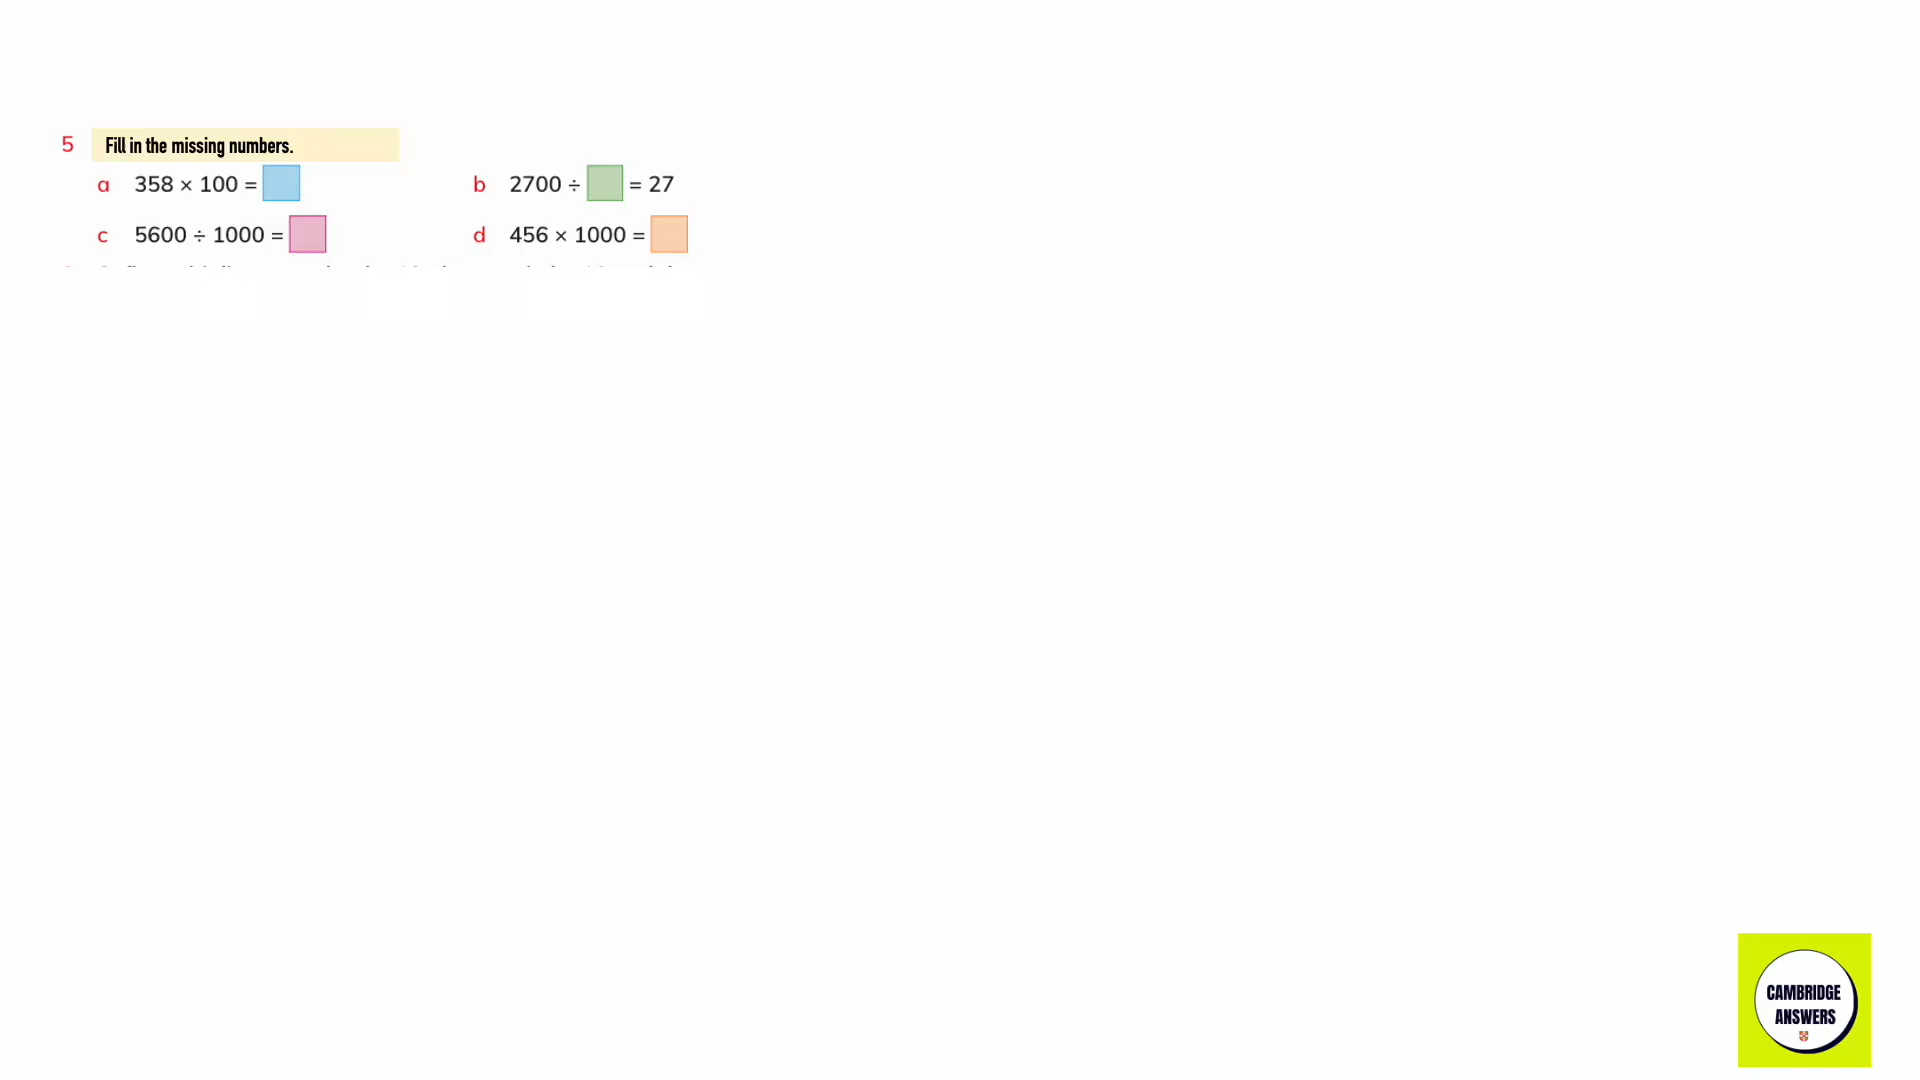 5 Fill in the missing numbers.
a 358 × 100 = b 2700 ÷ = 27
c 5600 ÷ 1000 = d 456 × 1000 =
CAMBRIDGE
ANSWERS